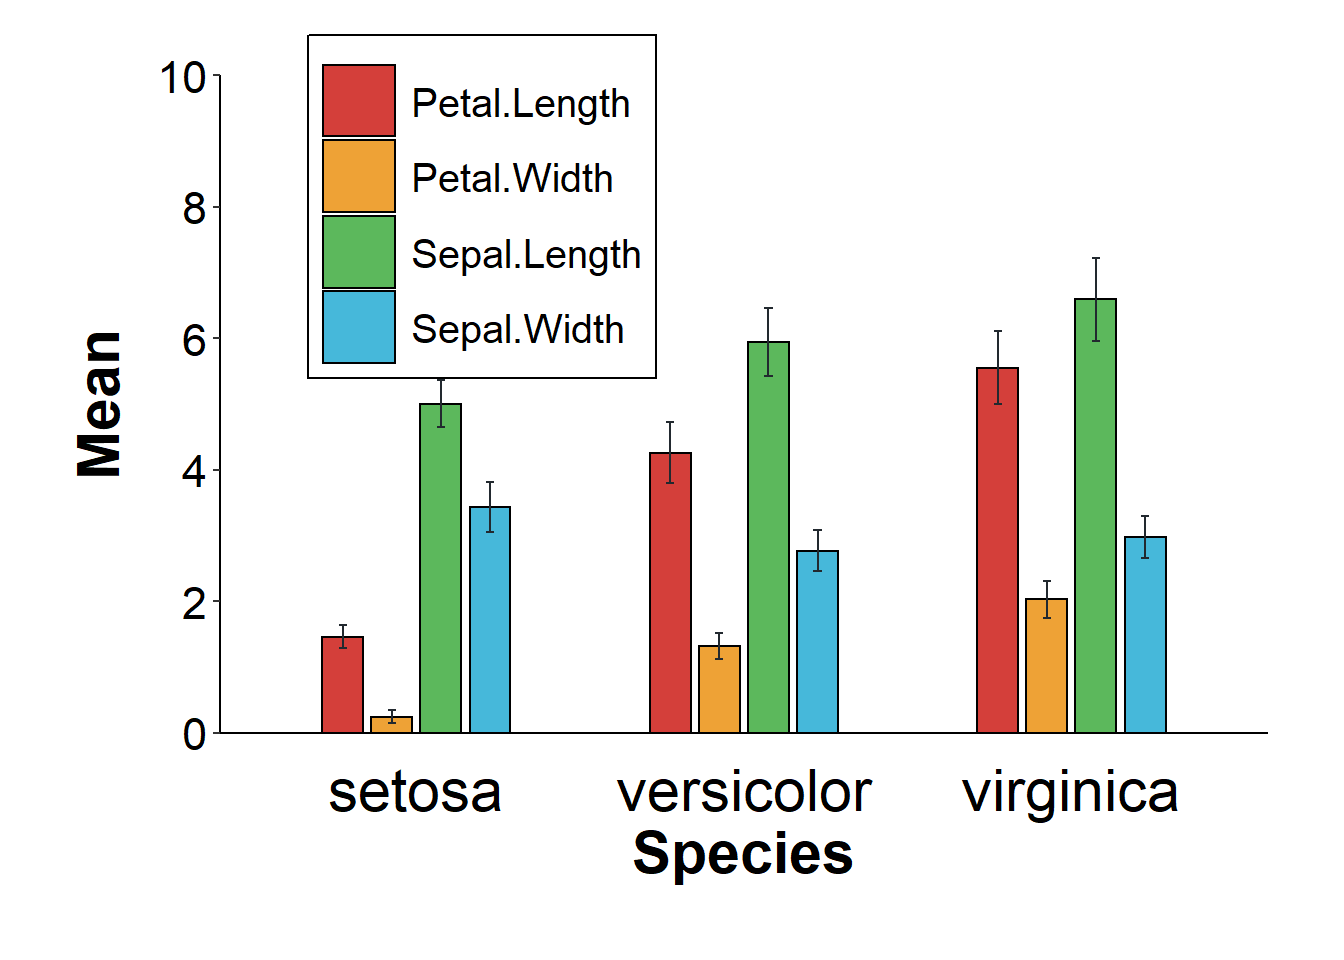 Mean
10
8
6
4
2
0
Petal.Length
Petal.Width
Sepal.Length
Sepal.Width
setosa versicolor virginica
Species